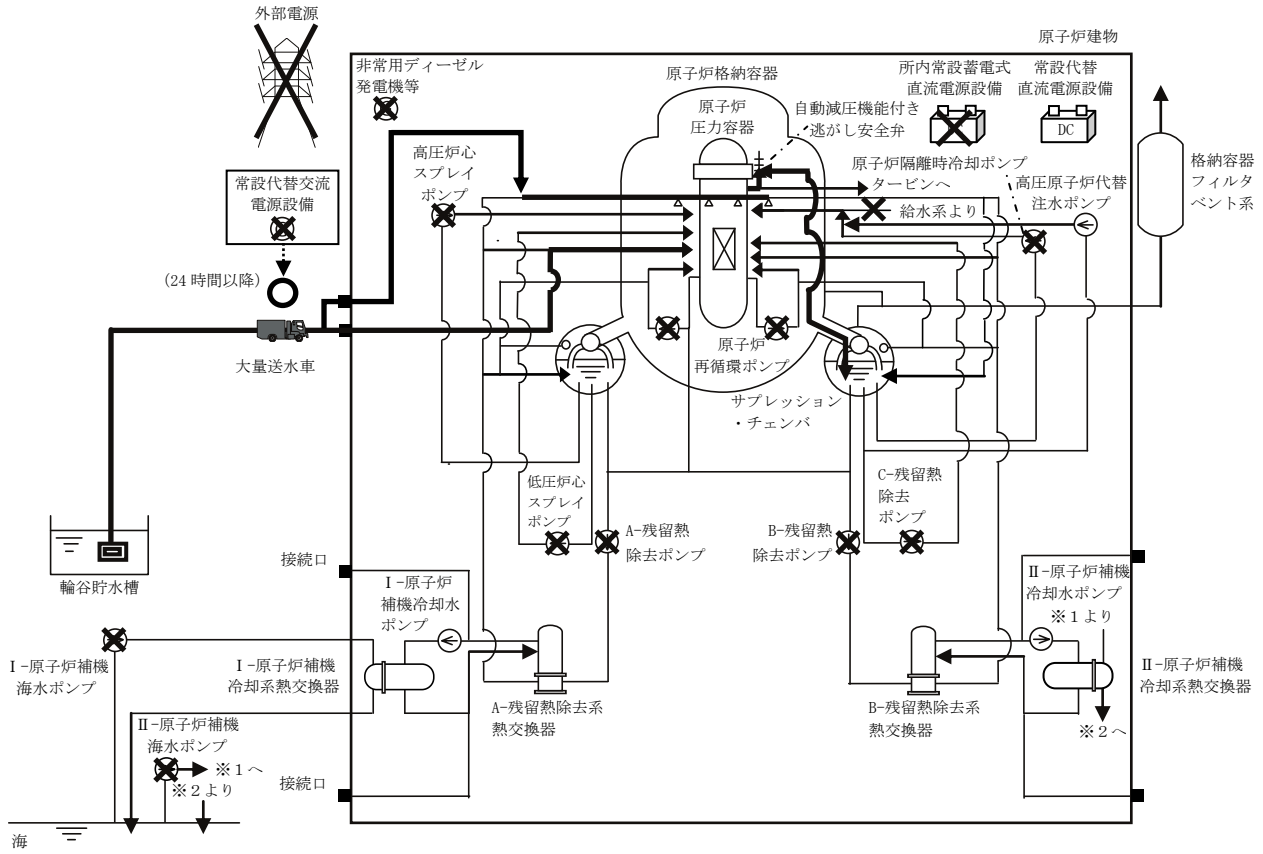 外部電源
原子炉建物
非常用ディーゼル
発電機等
原子炉格納容器
所内常設蓄電式
直流電源設備
常設代替
直流電源設備
DC
原子炉
圧力容器
自動減圧機能付き
逃がし安全弁
高圧炉心
スプレイ
ポンプ
原子炉隔離時冷却ポンプ
タービンへ
高圧原子炉代替
注水ポンプ
給水系より
格納容器
フィルタ
ベント系
常設代替交流
電源設備
(24時間以降)
大量送水車
原子炉
再循環ポンプ
サプレッション
・チェンバ
低圧炉心
スプレイ
ポンプ
A-残留熱
除去ポンプ
B-残留熱
除去ポンプ
C-残留熱
除去
ポンプ
輪谷貯水槽
接続口
Ⅰ-原子炉
補機冷却水
ポンプ
Ⅱ-原子炉補機
冷却水ポンプ
※1より
Ⅰ-原子炉補機
海水ポンプ
Ⅰ-原子炉補機
冷却系熱交換器
Ⅱ-原子炉補機
冷却系熱交換器
A-残留熱除去系
熱交換器
B-残留熱除去系
熱交換器
※2へ
Ⅱ-原子炉補機
海水ポンプ
※1へ
※2より
接続口
海